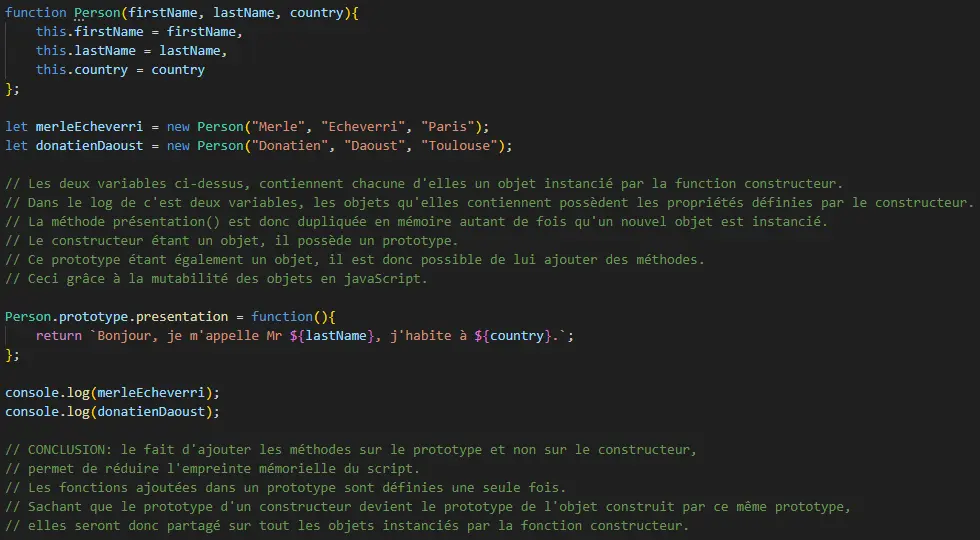 function Person(firstName, lastName, country){
    this.firstName = firstName,
    this.lastName = lastName,
    this.country = country
};
let merleEcheverri = new Person("Merle", "Echeverri", "Paris");
let donatienDaoust = new Person("Donatien", "Daoust", "Toulouse");
// Les deux variables ci-dessus, contiennent chacune d'elles un objet instancié par la function constructeur.
// Dans le log de c'est deux variables, les objets qu'elles contiennent possèdent les propriétés définies par le constructeur.
// La méthode présentation() est donc dupliquée en mémoire autant de fois qu'un nouvel objet est instancié.
// Le constructeur étant un objet, il possède un prototype.
// Ce prototype étant également un objet, il est donc possible de lui ajouter des méthodes.
// Ceci grâce à la mutabilité des objets en javaScript.
Person.prototype.presentation = function(){
    return `Bonjour, je m'appelle Mr ${lastName}, j'habite à ${country}.`;
};
console.log(merleEcheverri);
console.log(donatienDaoust);
// CONCLUSION: le fait d'ajouter les méthodes sur le prototype et non sur le constructeur,
// permet de réduire l'empreinte mémorielle du script.
// Les fonctions ajoutées dans un prototype sont définies une seule fois.
// Sachant que le prototype d'un constructeur devient le prototype de l'objet construit par ce même prototype,
// elles seront donc partagé sur tout les objets instanciés par la fonction constructeur.